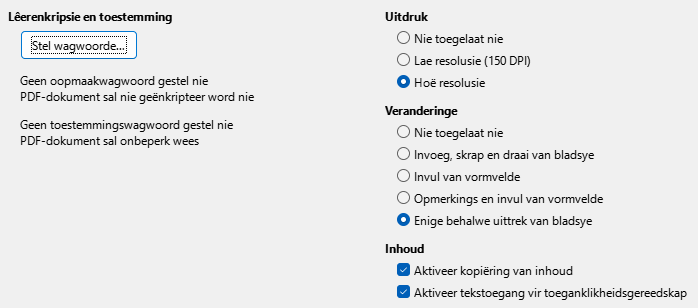 Lêerenkripsie en toestemming
Stel wagwoorde...
Geen oopmaakwagwoord gestel nie
PDF-dokument sal nie geënkripteer word nie
Geen toestemmingswagwoord gestel nie
PDF-dokument sal onbeperk wees
Uitdruk
Nie toegelaat nie
Lae resolusie (150 DPI)
Hoë resolusie
Veranderinge
Nie toegelaat nie
Invoeg, skrap en draai van bladsye
Invul van vormvelde
Opmerkings en invul van vormvelde
Enige behalwe uittrek van bladsye
Inhoud
Aktiveer kopiëring van inhoud
Aktiveer tekstoegang vir toeganklikheidsgereedskap